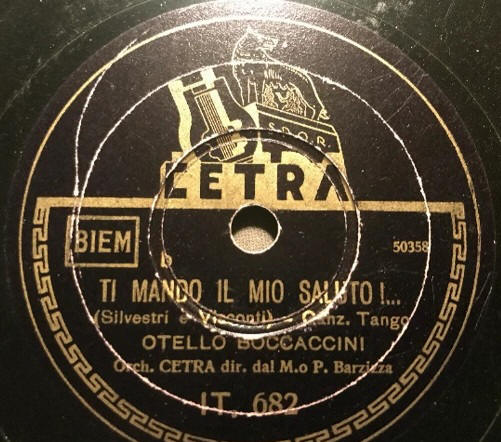 S.P.Q.R.
CETRA
BIEM
50358
TI MANDO IL MIO SALUTO!...
(Silvestri e Visconti) - Canz. Tango
OTELLO BOCCACCINI
Orch. CETRA dir. dal M.o P. Barzizza
IT. 682